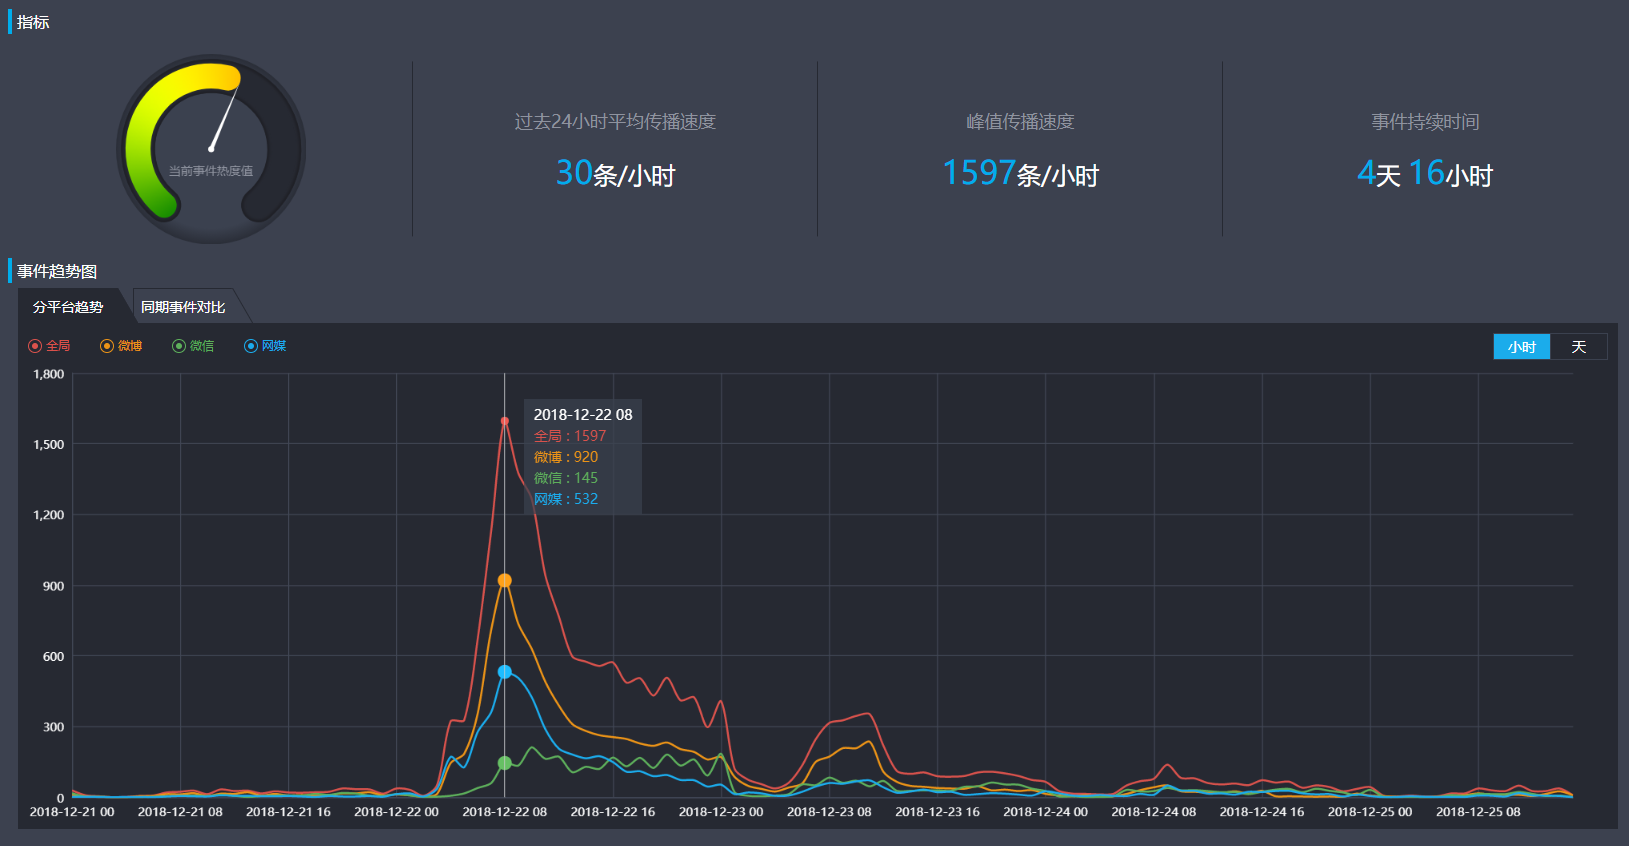 指标
当前事件热度值
过去24小时平均传播速度
30条/小时
峰值传播速度
1597条/小时
事件持续时间
4天 16小时
事件趋势图
分平台趋势 同期事件对比
全局 微博 微信 网媒
小时 天
1,800
1,500
1,200
900
600
300
0
2018-12-22 08
全局 : 1597
微博 : 920
微信 : 145
网媒 : 532
2018-12-21 00 2018-12-21 08 2018-12-21 16 2018-12-22 00 2018-12-22 08 2018-12-22 16 2018-12-23 00 2018-12-23 08 2018-12-23 16 2018-12-24 00 2018-12-24 08 2018-12-24 16 2018-12-25 00 2018-12-25 08